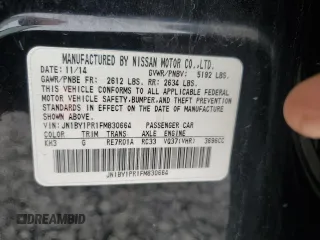 MANUFACTURED BY NISSAN MOTOR CO.,LTD.
DATE: 11/14 GVWR/PNBV: 5192 LBS.
GAWR/PNBE FR: 2612 LBS. RR: 2634 LBS.
THIS VEHICLE CONFORMS TO ALL APPLICABLE
FEDERAL MOTOR VEHICLE SAFETY, BUMPER, AND THEFT
PREVENTION STANDARDS IN EFFECT ON THE
DATE OF MANUFACTURE SHOWN ABOVE.
VIN: JN1BY1PR1FM830664 PASSENGER CAR
COLOR TRIM TRANS AXLE ENGINE
KH3 G RE7R01A RC33 VQ37(VHR) 3696CC
JN1BY1PR1FM830664
DREAMBID